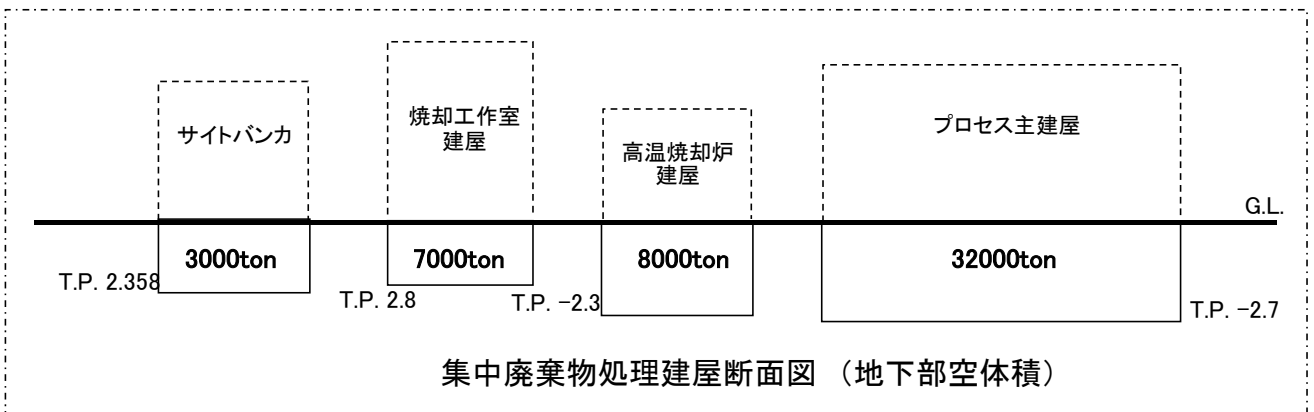 サイトバンカ
焼却工作室
建屋
高温焼却炉
建屋
プロセス主建屋
G.L.
3000ton
7000ton
8000ton
32000ton
T.P. 2.358
T.P. 2.8
T.P. −2.3
T.P. −2.7
集中廃棄物処理建屋断面図 （地下部空体積）